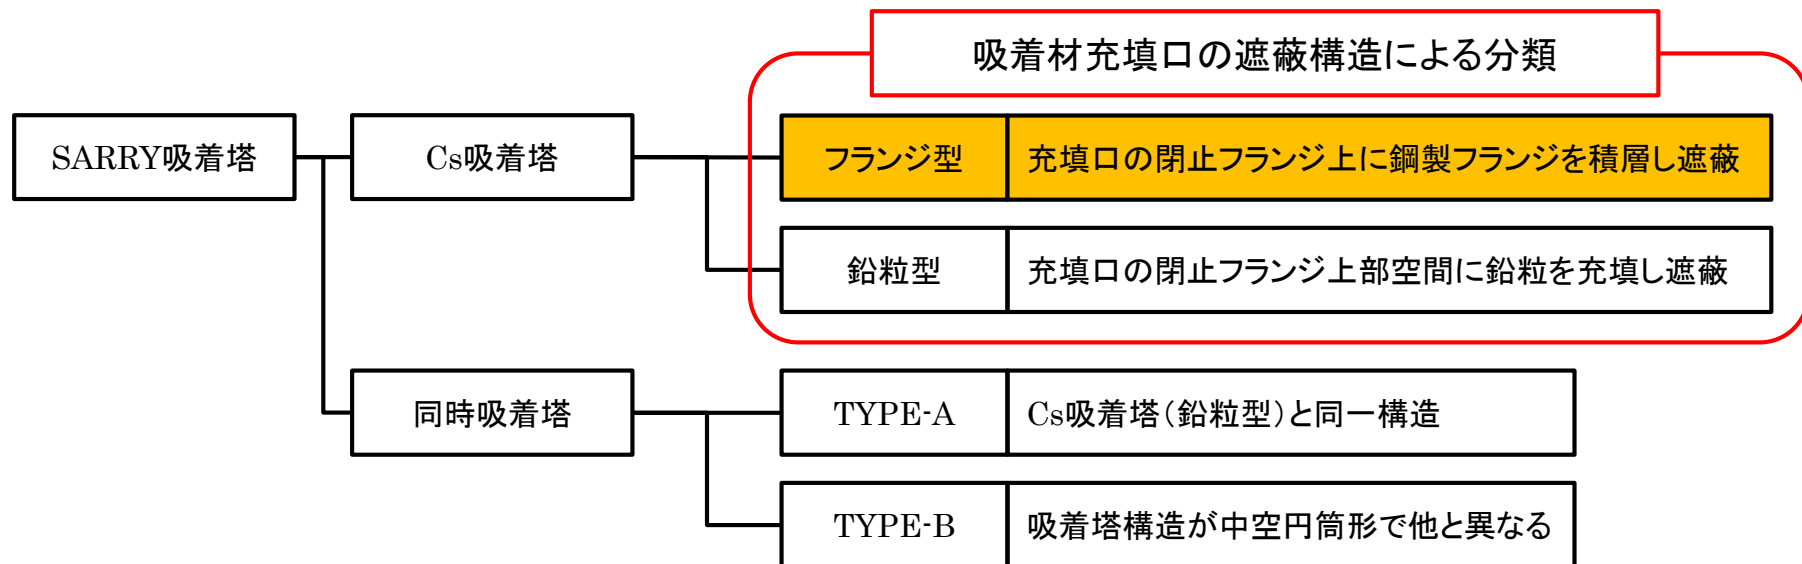 吸着材充填口の遮蔽構造による分類
SARRY吸着塔
Cs吸着塔
フランジ型
充填口の閉止フランジ上に鋼製フランジを積層し遮蔽
鉛粒型
充填口の閉止フランジ上部空間に鉛粒を充填し遮蔽
同時吸着塔
TYPE-A
Cs吸着塔（鉛粒型）と同一構造
TYPE-B
吸着塔構造が中空円筒形で他と異なる